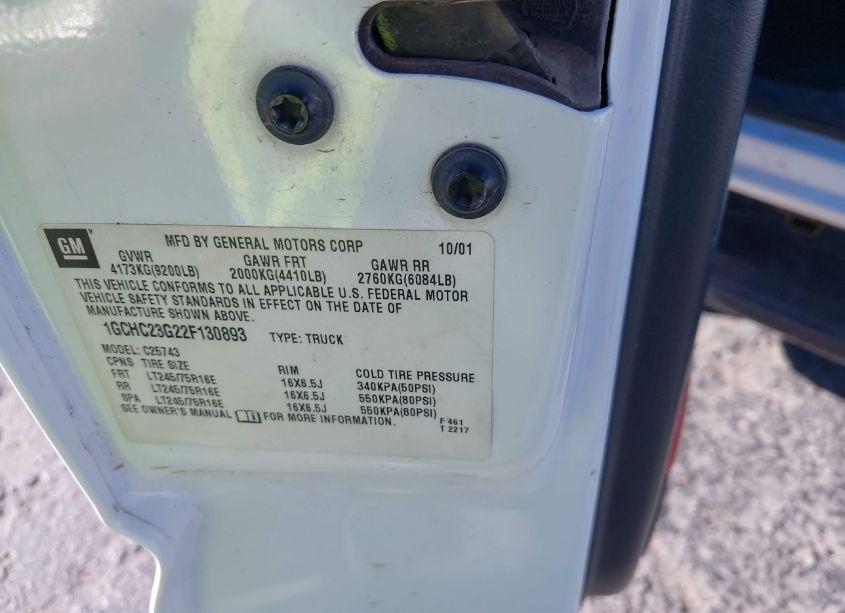 GM
MFD BY GENERAL MOTORS CORP 10/01
GVWR GAWR FRT GAWR RR
4173KG(9200LB) 2000KG(4410LB) 2760KG(6084LB)
THIS VEHICLE CONFORMS TO ALL APPLICABLE U.S. FEDERAL MOTOR
VEHICLE SAFETY STANDARDS IN EFFECT ON THE DATE OF
MANUFACTURE SHOWN ABOVE.
1GCHC23G22F130893 TYPE: TRUCK
MODEL: C25743
CPNS TIRE SIZE RIM COLD TIRE PRESSURE
FRT LT245/75R16E 16X6.5J 340KPA(50PSI)
RR LT245/75R16E 16X6.5J 550KPA(80PSI)
SPA LT245/75R16E 16X6.5J 550KPA(80PSI)
SEE OWNER'S MANUAL FOR MORE INFORMATION.
F 461
T 2217